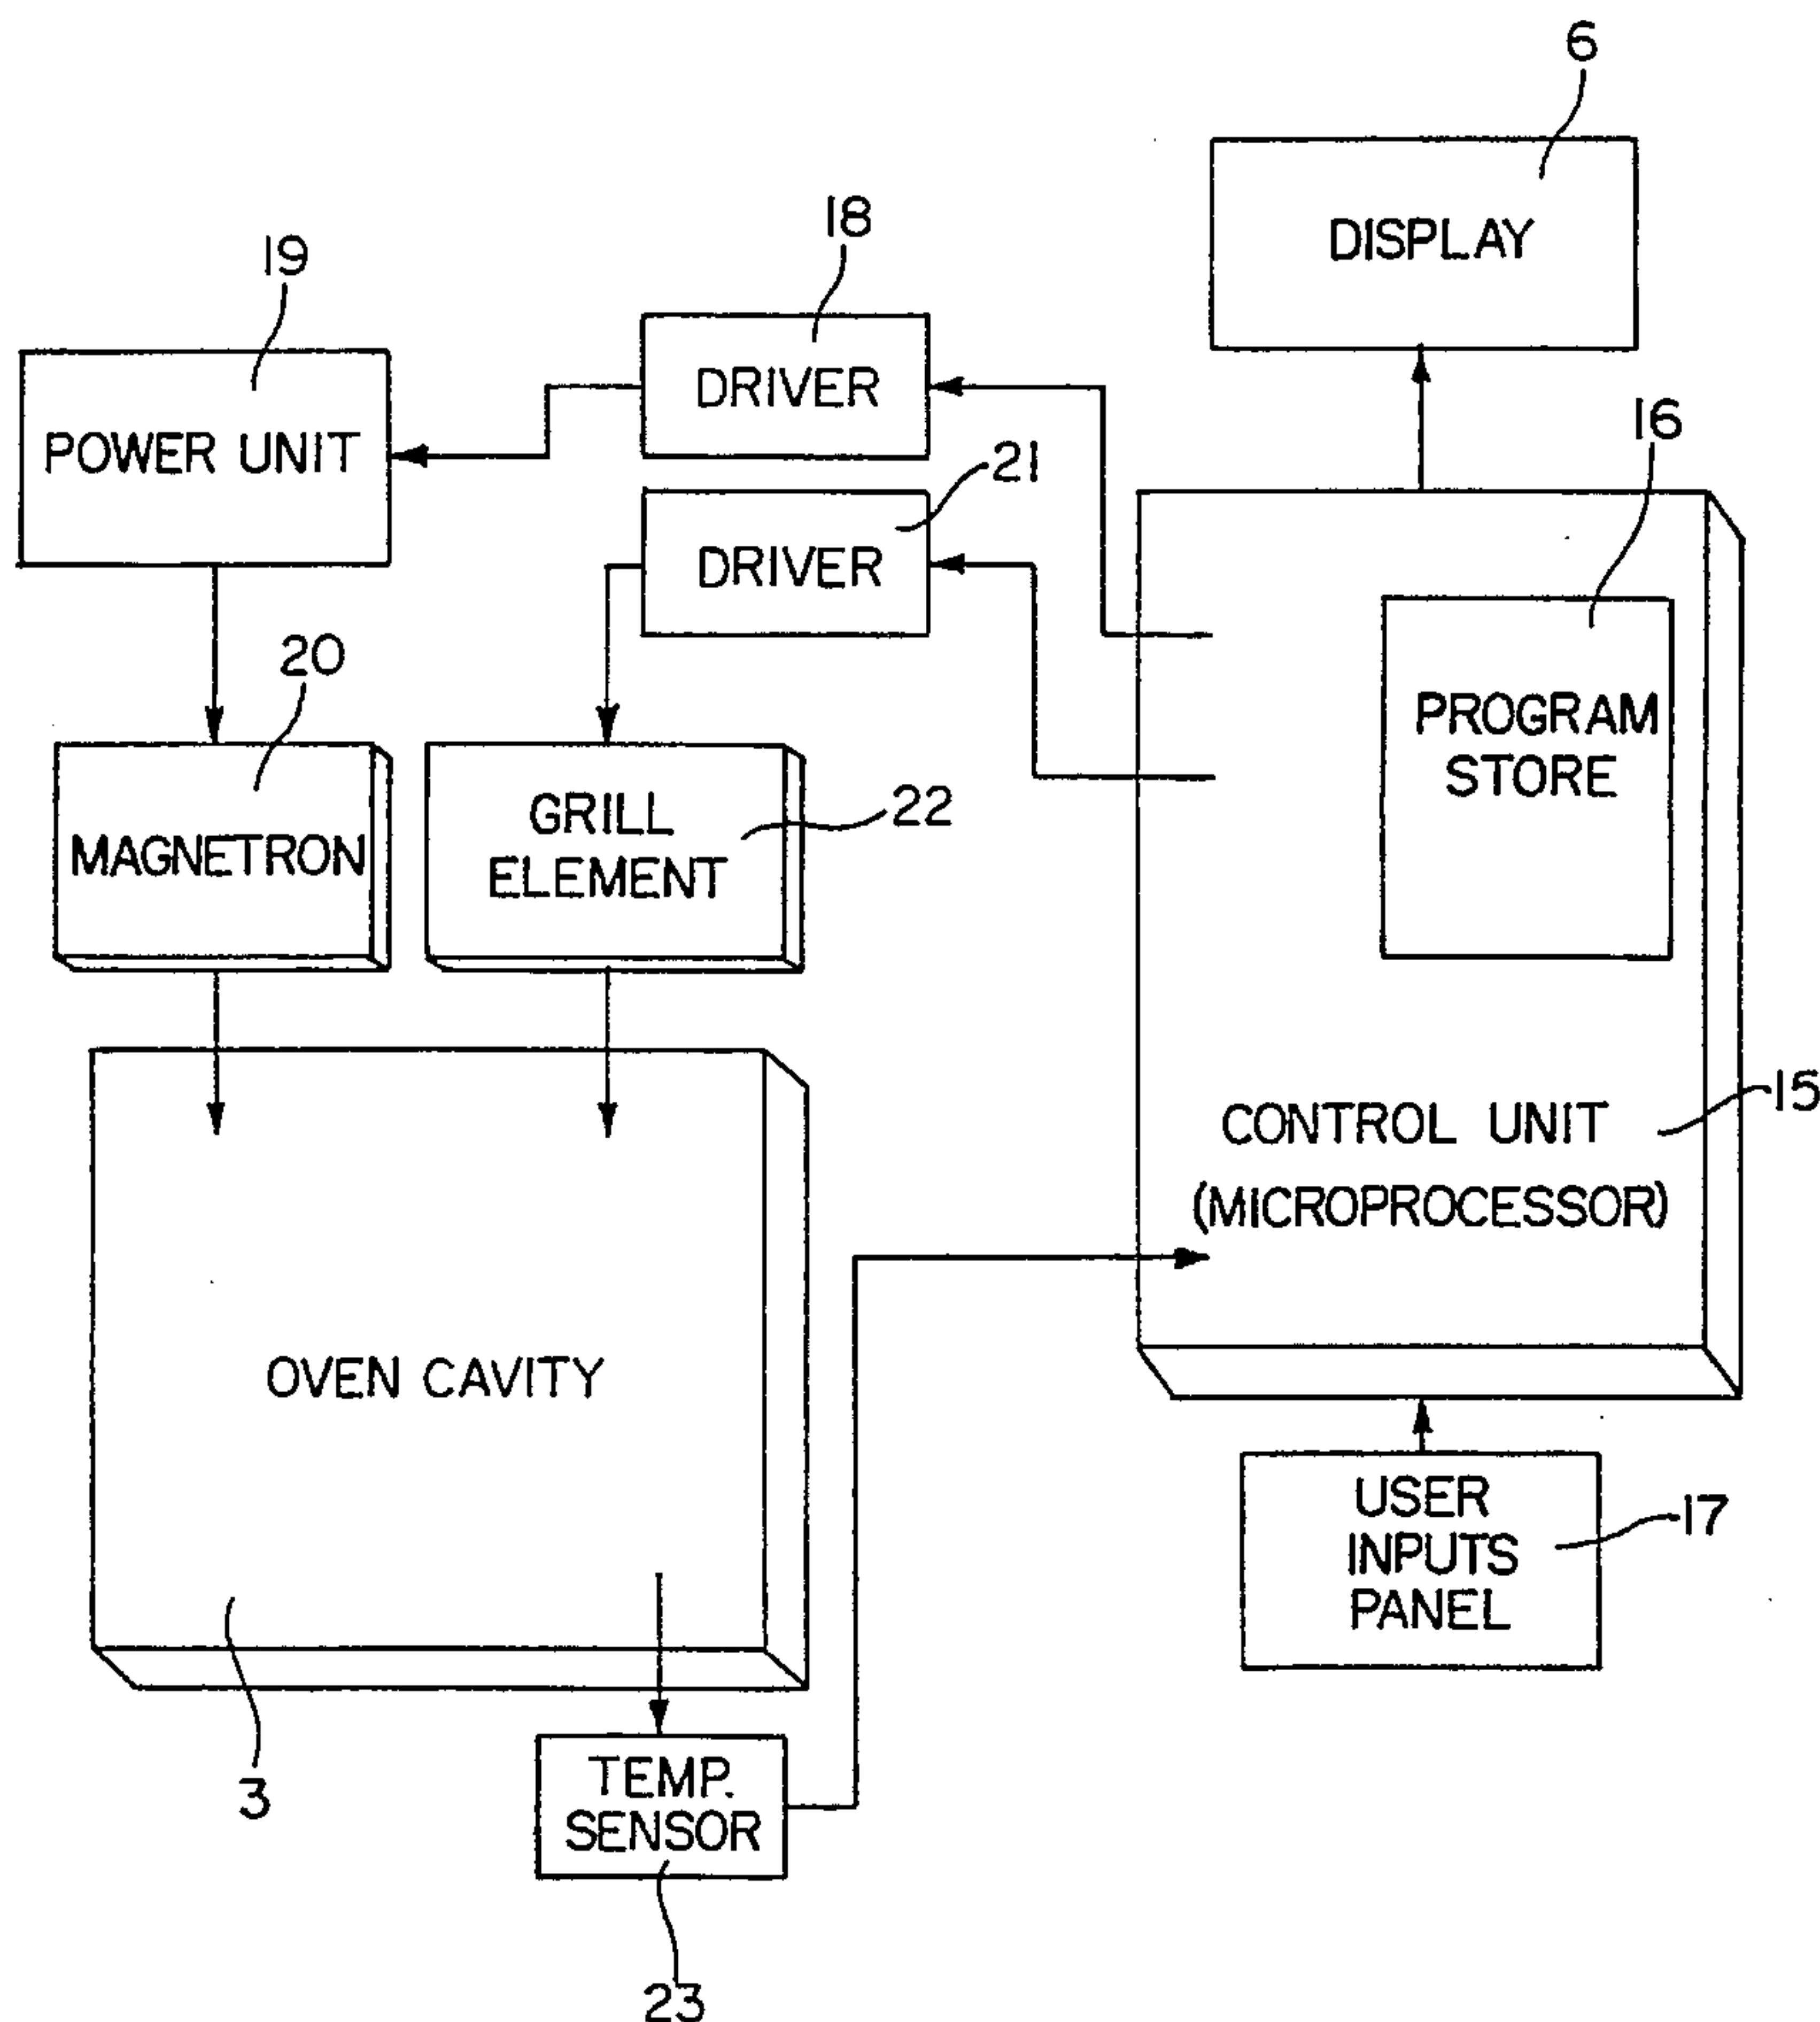 6
DISPLAY
18
19
DRIVER
POWER UNIT
16
21
DRIVER
20
PROGRAM
STORE
GRILL
ELEMENT
22
MAGNETRON
15
CONTROL UNIT
(MICROPROCESSOR)
OVEN CAVITY
USER
INPUTS
PANEL
17
3
TEMP.
SENSOR
23